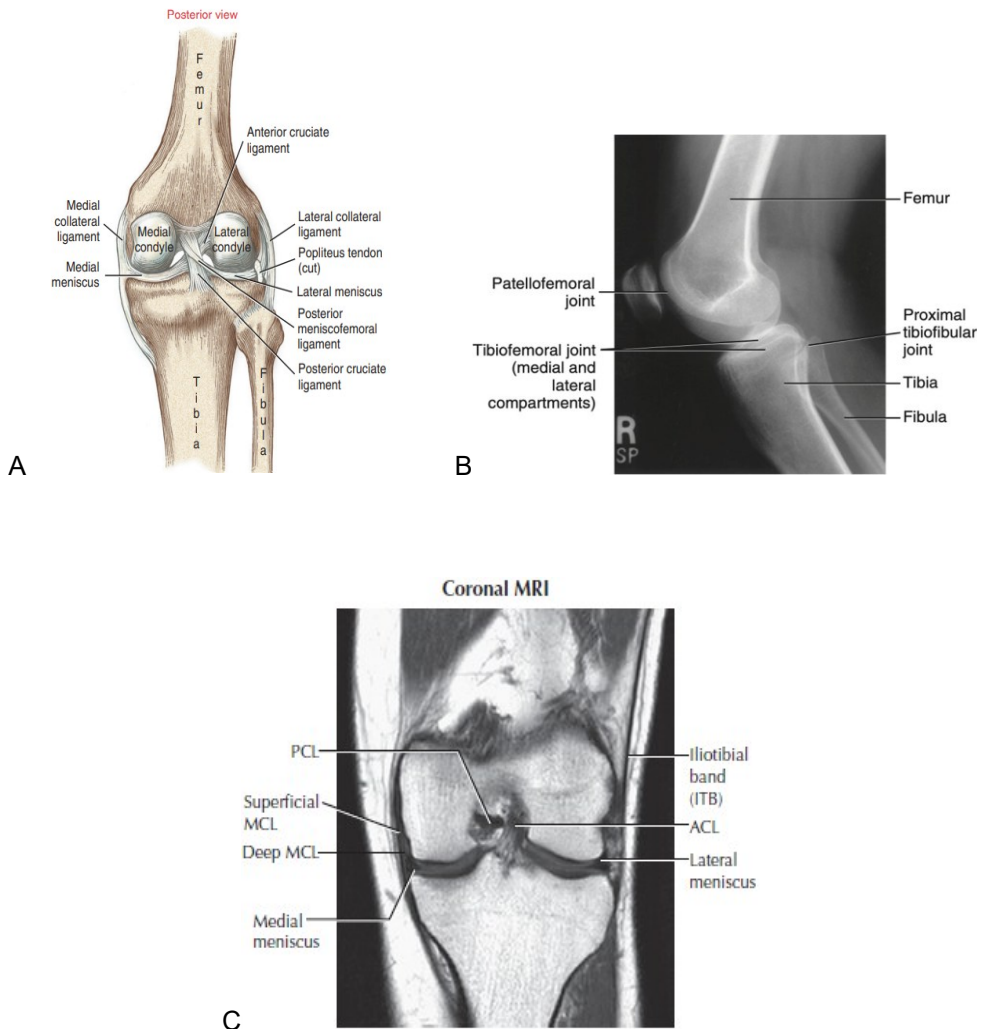 Posterior view
Femur
Anterior cruciate
ligament
Medial
collateral
ligament
Medial
condyle
Lateral
condyle
Lateral collateral
ligament
Popliteus tendon
(cut)
Medial
meniscus
Lateral meniscus
Posterior
meniscofemoral
ligament
Posterior cruciate
ligament
Tibia
Fibula
A
Femur
Patellofemoral
joint
Proximal
tibiofibular
joint
Tibiofemoral joint
(medial and
lateral
compartments)
Tibia
Fibula
R
SP
B
Coronal MRI
PCL
Superficial
MCL
Deep MCL
Medial
meniscus
Iliotibial
band
(ITB)
ACL
Lateral
meniscus
C